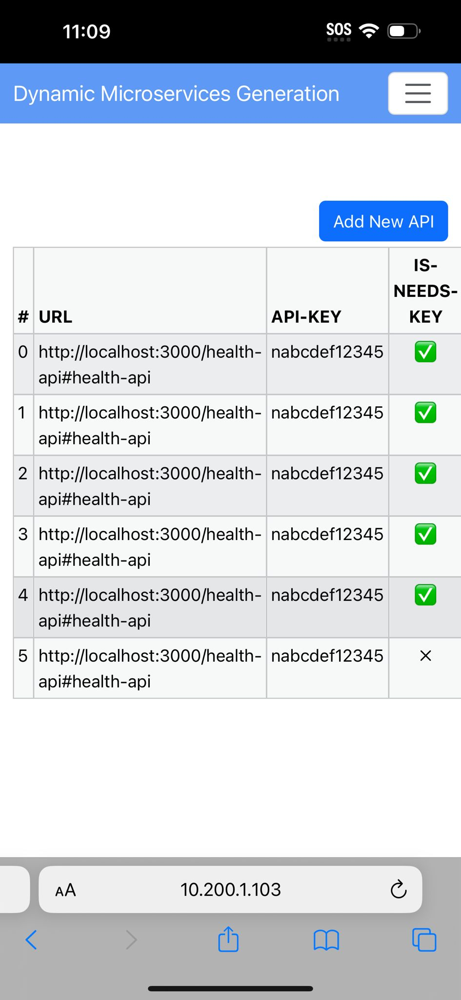 11:09 SOS
Dynamic Microservices Generation
Add New API
# URL API-KEY IS-
NEEDS-
KEY
0 http://localhost:3000/health- nabcdef12345 ✅
api#health-api
1 http://localhost:3000/health- nabcdef12345 ✅
api#health-api
2 http://localhost:3000/health- nabcdef12345 ✅
api#health-api
3 http://localhost:3000/health- nabcdef12345 ✅
api#health-api
4 http://localhost:3000/health- nabcdef12345 ✅
api#health-api
5 http://localhost:3000/health- nabcdef12345 ×
api#health-api
AA 10.200.1.103